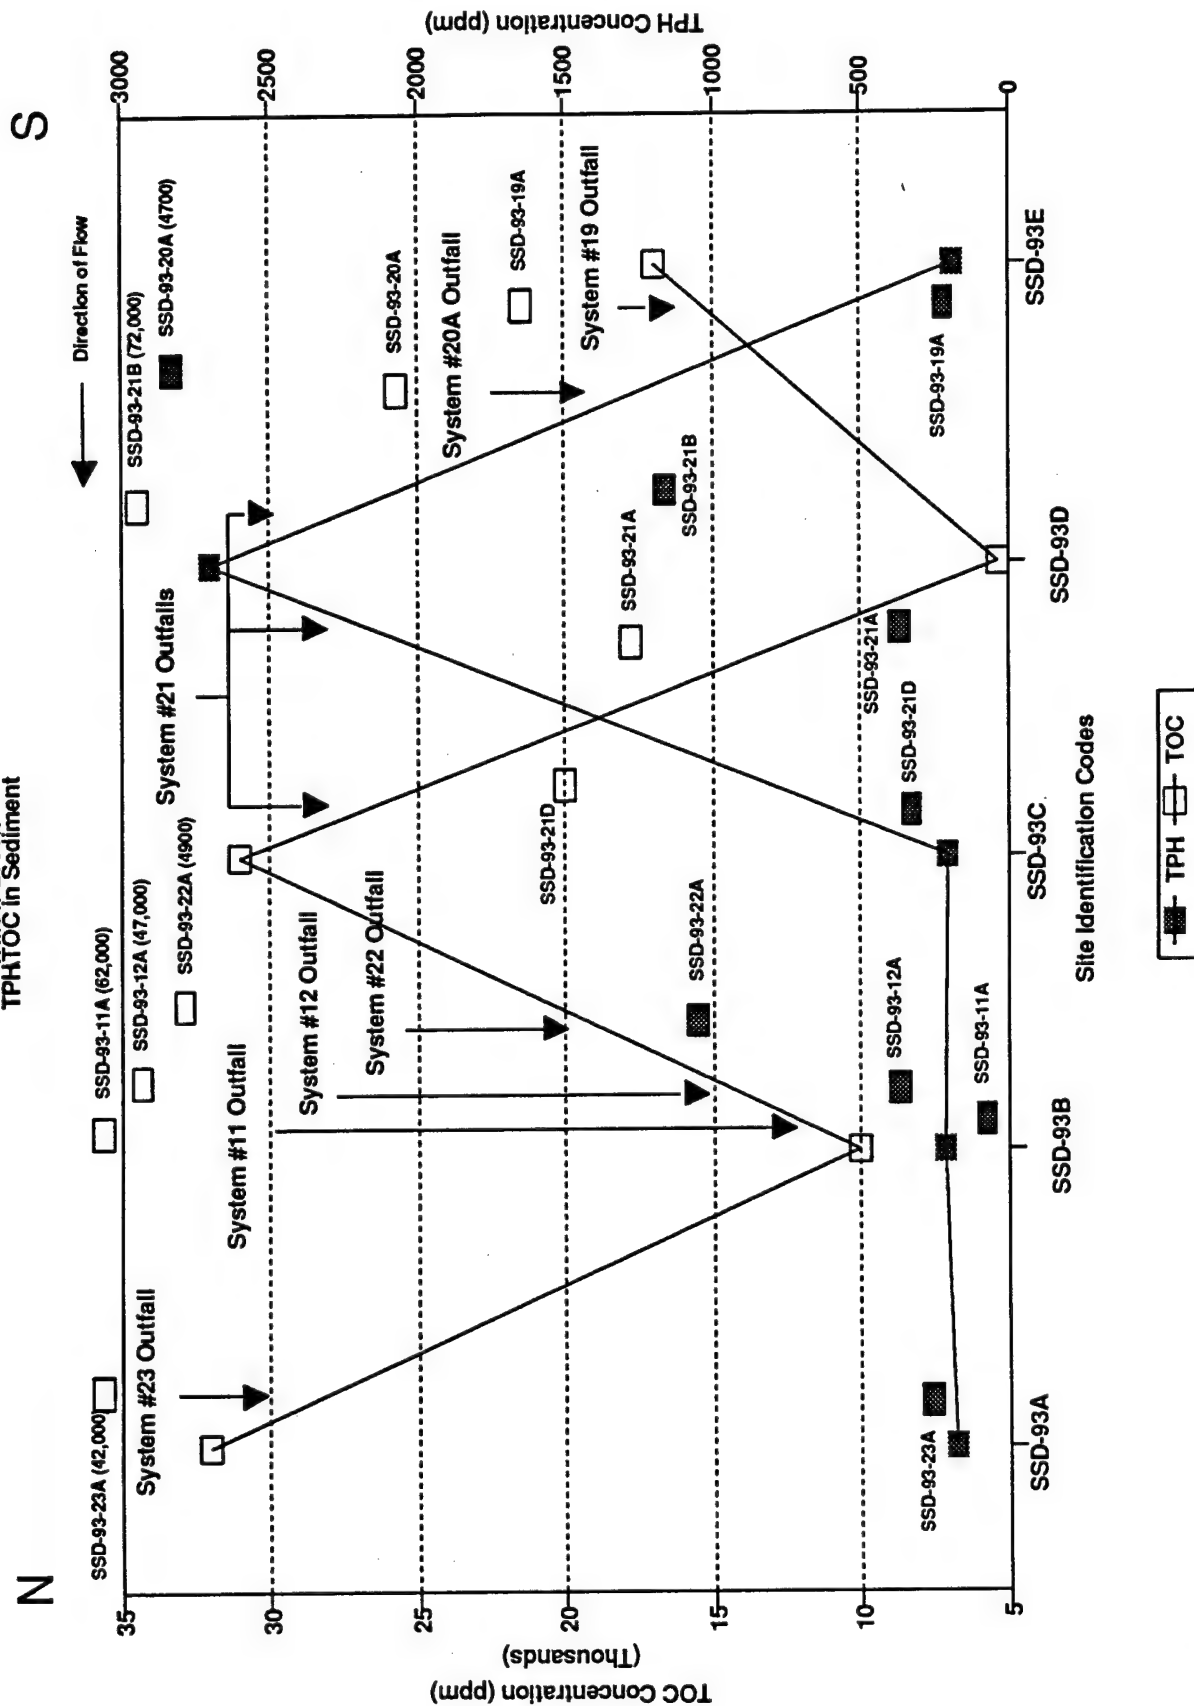 TPH\TOC in Sediment
N
S
Direction of Flow
SSD-93-23A (42,000)
SSD-93-11A (62,000)
SSD-93-12A (47,000)
SSD-93-22A (4900)
SSD-93-21B (72,000)
SSD-93-20A (4700)
System #23 Outfall
System #11 Outfall
System #12 Outfall
System #22 Outfall
System #21 Outfalls
System #20A Outfall
System #19 Outfall
SSD-93-20A
SSD-93-19A
SSD-93-21D
SSD-93-21A
SSD-93-21B
SSD-93-22A
SSD-93-12A
SSD-93-11A
SSD-93-23A
SSD-93-21D
SSD-93-21A
SSD-93-19A
TOC Concentration (ppm)
(Thousands)
35
30
25
20
15
10
5
TPH Concentration (ppm)
3000
2500
2000
1500
1000
500
0
SSD-93A
SSD-93B
SSD-93C
SSD-93D
SSD-93E
Site Identification Codes
TPH
TOC